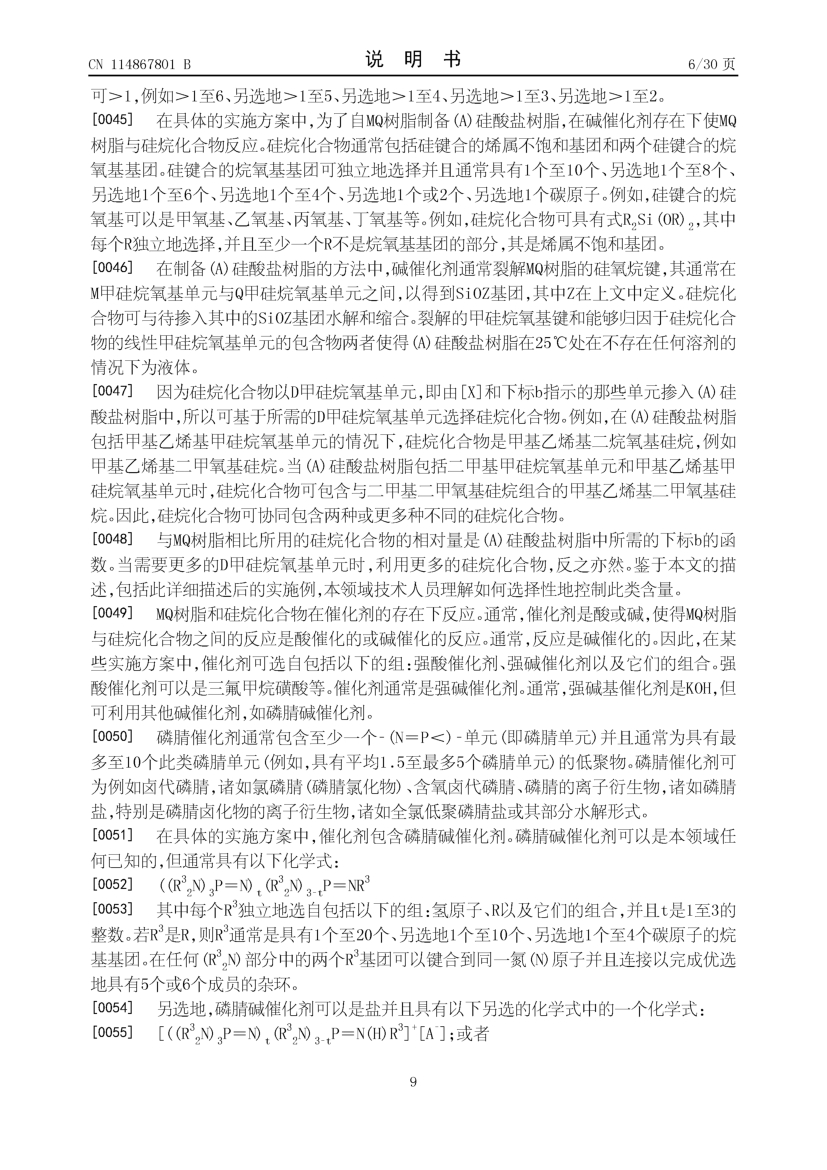 CN 114867801 B
说 明 书
6/30 页
可＞1,例如＞1至6、另选地＞1至5、另选地＞1至4、另选地＞1至3、另选地＞1至2。
[0045] 在具体的实施方案中,为了自MQ树脂制备(A)硅酸盐树脂,在碱催化剂存在下使MQ
树脂与硅烷化合物反应。硅烷化合物通常包括硅键合的烯属不饱和基团和两个硅键合的烷
氧基基团。硅键合的烷氧基基团可独立地选择并且通常具有1个至10个、另选地1个至8个、
另选地1个至6个、另选地1个至4个、另选地1个或2个、另选地1个碳原子。例如,硅键合的烷
氧基可以是甲氧基、乙氧基、丙氧基、丁氧基等。例如,硅烷化合物可具有式R₂Si(OR)₂,其中
每个R独立地选择,并且至少一个R不是烷氧基基团的部分,其是烯属不饱和基团。
[0046] 在制备(A)硅酸盐树脂的方法中,碱催化剂通常裂解MQ树脂的硅氧烷键,其通常在
M甲硅烷氧基单元与Q甲硅烷氧基单元之间,以得到SiOZ基团,其中Z在上文中定义。硅烷化
合物可与待掺入其中的SiOZ基团水解和缩合。裂解的甲硅烷氧基键和能够归因于硅烷化合
物的线性甲硅烷氧基单元的包含物两者使得(A)硅酸盐树脂在25℃处在不存在任何溶剂的
情况下为液体。
[0047] 因为硅烷化合物以D甲硅烷氧基单元,即由[X]和下标b指示的那些单元掺入(A)硅
酸盐树脂中,所以可基于所需的D甲硅烷氧基单元选择硅烷化合物。例如,在(A)硅酸盐树脂
包括甲基乙烯基甲硅烷氧基单元的情况下,硅烷化合物是甲基乙烯基二烷氧基硅烷,例如
甲基乙烯基二甲氧基硅烷。当(A)硅酸盐树脂包括二甲基甲硅烷氧基单元和甲基乙烯基甲
硅烷氧基单元时,硅烷化合物可包含与二甲基二甲氧基硅烷组合的甲基乙烯基二甲氧基硅
烷。因此,硅烷化合物可协同包含两种或更多种不同的硅烷化合物。
[0048] 与MQ树脂相比所用的硅烷化合物的相对量是(A)硅酸盐树脂中所需的下标b的函
数。当需要更多的D甲硅烷氧基单元时,利用更多的硅烷化合物,反之亦然。鉴于本文的描
述,包括此详细描述后的实施例,本领域技术人员理解如何选择性地控制此类含量。
[0049] MQ树脂和硅烷化合物在催化剂的存在下反应。通常,催化剂是酸或碱,使得MQ树脂
与硅烷化合物之间的反应是酸催化的或碱催化的反应。通常,反应是碱催化的。因此,在某
些实施方案中,催化剂可选自包括以下的组:强酸催化剂、强碱催化剂以及它们的组合。强
酸催化剂可以是三氟甲烷磺酸等。催化剂通常是强碱催化剂。通常,强碱基催化剂是KOH,但
可利用其他碱催化剂,如磷腈碱催化剂。
[0050] 磷腈催化剂通常包含至少一个-(N＝P＜)-单元(即磷腈单元)并且通常为具有最
多至10个此类磷腈单元(例如,具有平均1.5至最多5个磷腈单元)的低聚物。磷腈催化剂可
为例如卤代磷腈,诸如氯磷腈(磷腈氯化物)、含氧卤代磷腈、磷腈的离子衍生物,诸如磷腈
盐,特别是磷腈卤化物的离子衍生物,诸如全氯低聚磷腈盐或其部分水解形式。
[0051] 在具体的实施方案中,催化剂包含磷腈碱催化剂。磷腈碱催化剂可以是本领域任
何已知的,但通常具有以下化学式:
[0052] ((R³₂N)₃P＝N)ₜ(R³₂N)₃₋ₜP＝NR³
[0053] 其中每个R³独立地选自包括以下的组:氢原子、R以及它们的组合,并且t是1至3的
整数。若R³是R,则R³通常是具有1个至20个、另选地1个至10个、另选地1个至4个碳原子的烷
基基团。在任何(R³₂N)部分中的两个R³基团可以键合到同一氮(N)原子并且连接以完成优选
地具有5个或6个成员的杂环。
[0054] 另选地,磷腈碱催化剂可以是盐并且具有以下另选的化学式中的一个化学式:
[0055] [((R³₂N)₃P＝N)ₜ(R³₂N)₃₋ₜP＝N(H)R³]⁺[A⁻];或者
9